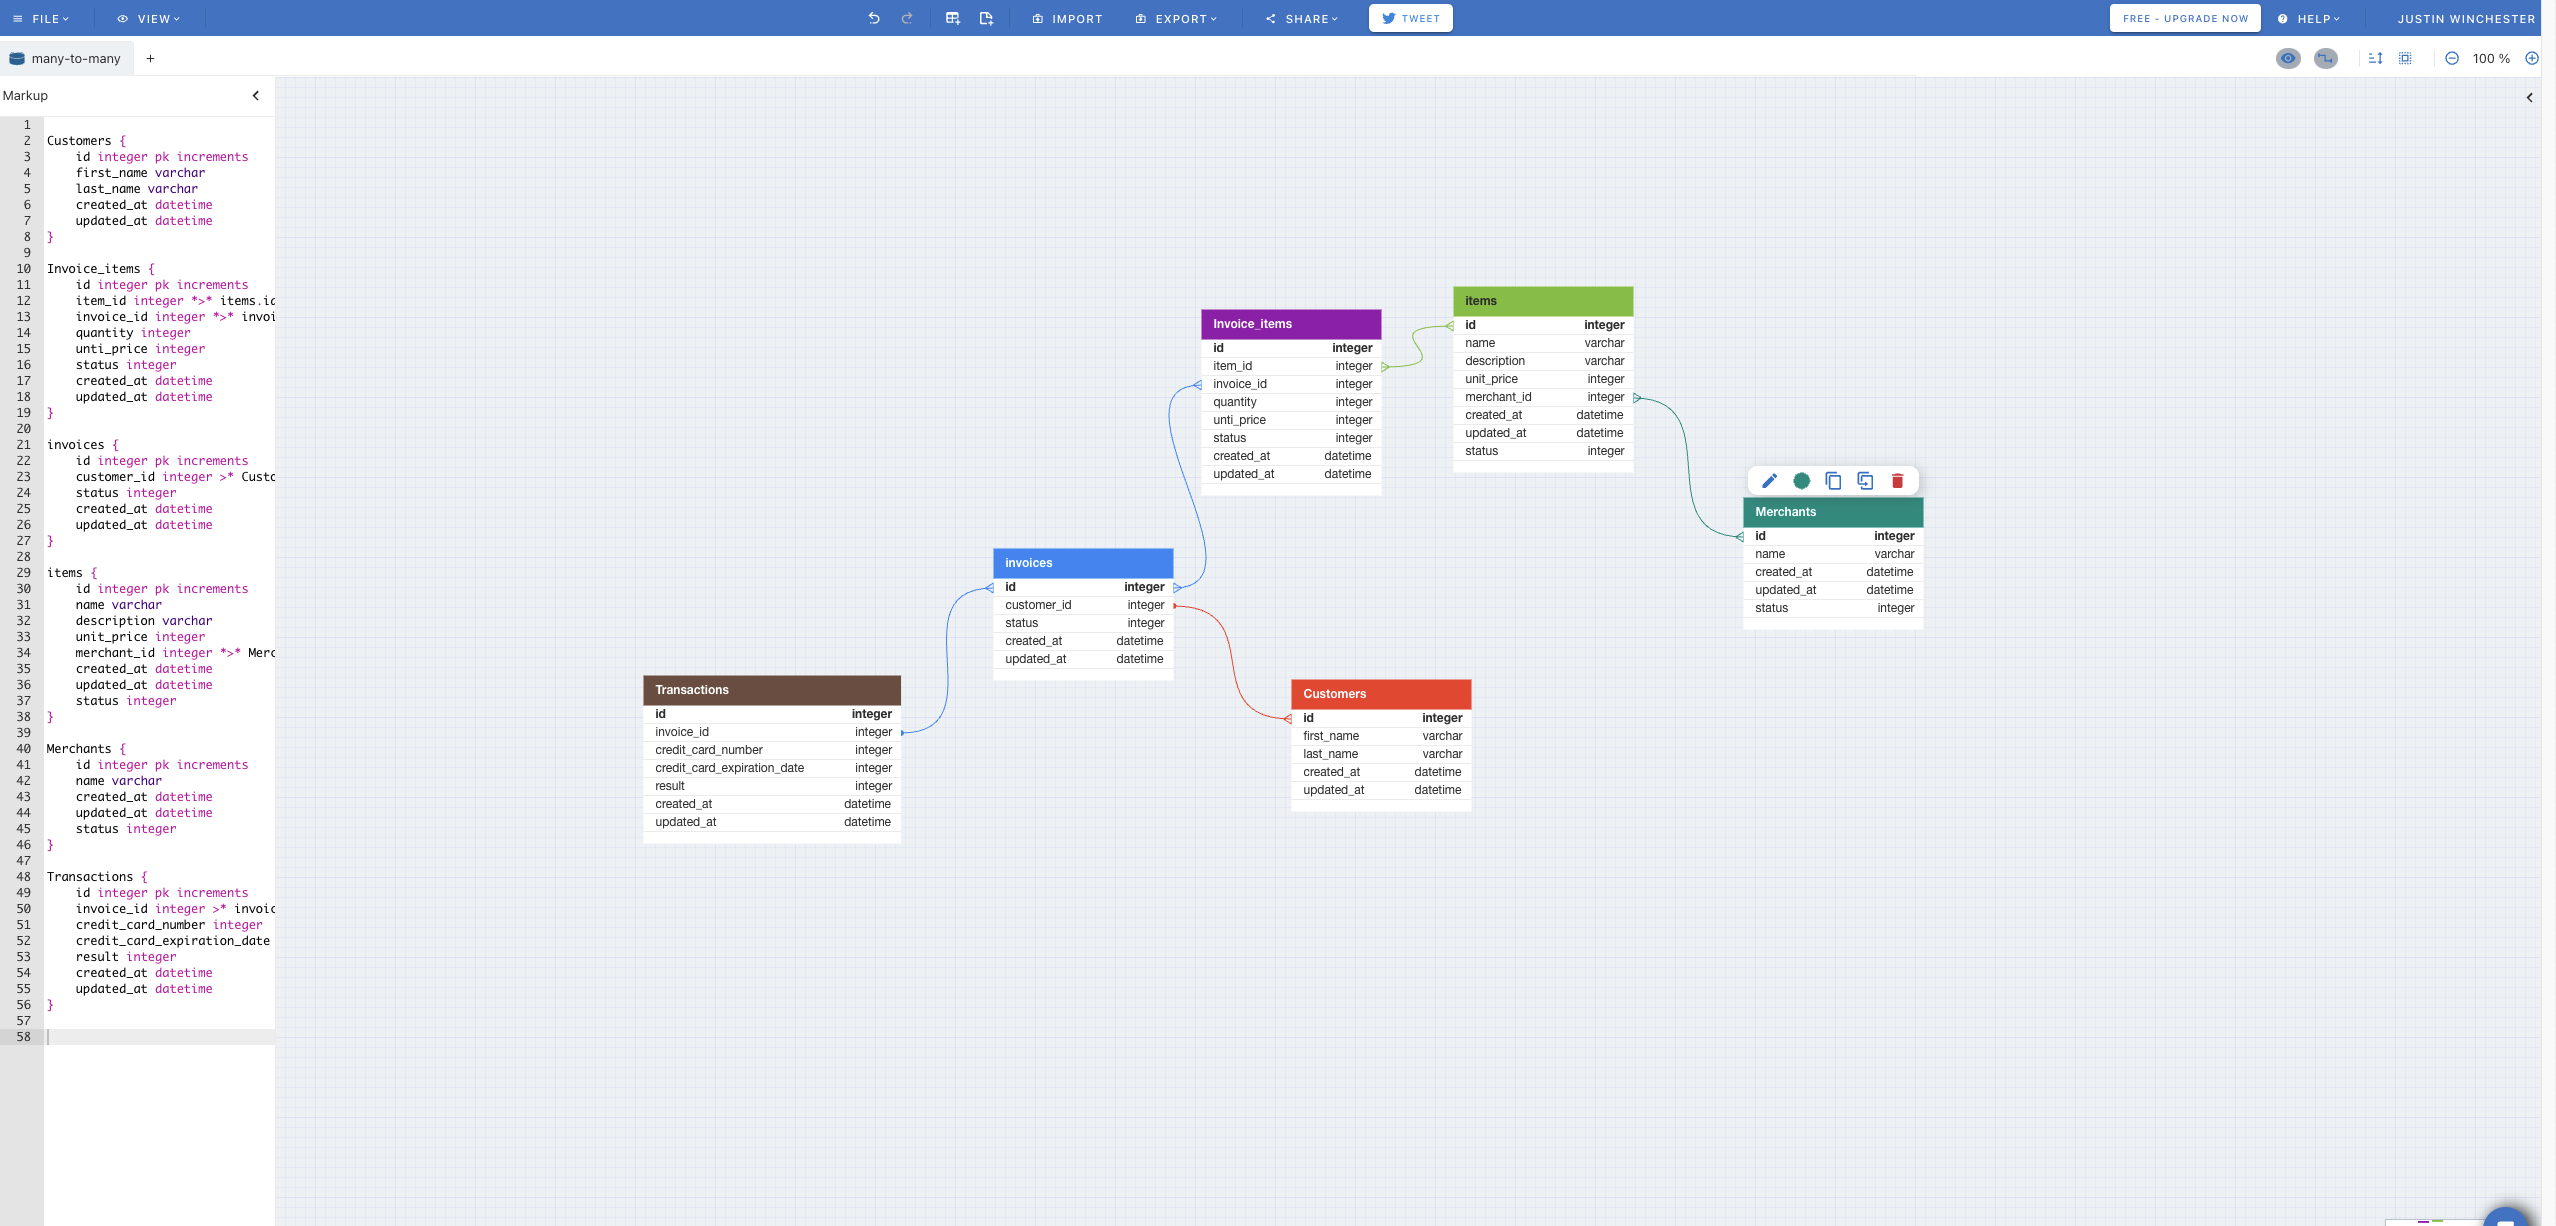 FILE VIEW IMPORT EXPORT SHARE TWEET FREE - UPGRADE NOW HELP JUSTIN WINCHESTER
many-to-many + 100 %
Markup
1
2 Customers {
3 id integer pk increments
4 first_name varchar
5 last_name varchar
6 created_at datetime
7 updated_at datetime
8 }
9
10 Invoice_items {
11 id integer pk increments
12 item_id integer *>* items.id
13 invoice_id integer *>* invoi
14 quantity integer
15 unti_price integer
16 status integer
17 created_at datetime
18 updated_at datetime
19 }
20
21 invoices {
22 id integer pk increments
23 customer_id integer >* Custo
24 status integer
25 created_at datetime
26 updated_at datetime
27 }
28
29 items {
30 id integer pk increments
31 name varchar
32 description varchar
33 unit_price integer
34 merchant_id integer *>* Merc
35 created_at datetime
36 updated_at datetime
37 status integer
38 }
39
40 Merchants {
41 id integer pk increments
42 name varchar
43 created_at datetime
44 updated_at datetime
45 status integer
46 }
47
48 Transactions {
49 id integer pk increments
50 invoice_id integer >* invoic
51 credit_card_number integer
52 credit_card_expiration_date
53 result integer
54 created_at datetime
55 updated_at datetime
56 }
57
58
Invoice_items
id integer
item_id integer
invoice_id integer
quantity integer
unti_price integer
status integer
created_at datetime
updated_at datetime
items
id integer
name varchar
description varchar
unit_price integer
merchant_id integer
created_at datetime
updated_at datetime
status integer
Merchants
id integer
name varchar
created_at datetime
updated_at datetime
status integer
invoices
id integer
customer_id integer
status integer
created_at datetime
updated_at datetime
Transactions
id integer
invoice_id integer
credit_card_number integer
credit_card_expiration_date integer
result integer
created_at datetime
updated_at datetime
Customers
id integer
first_name varchar
last_name varchar
created_at datetime
updated_at datetime